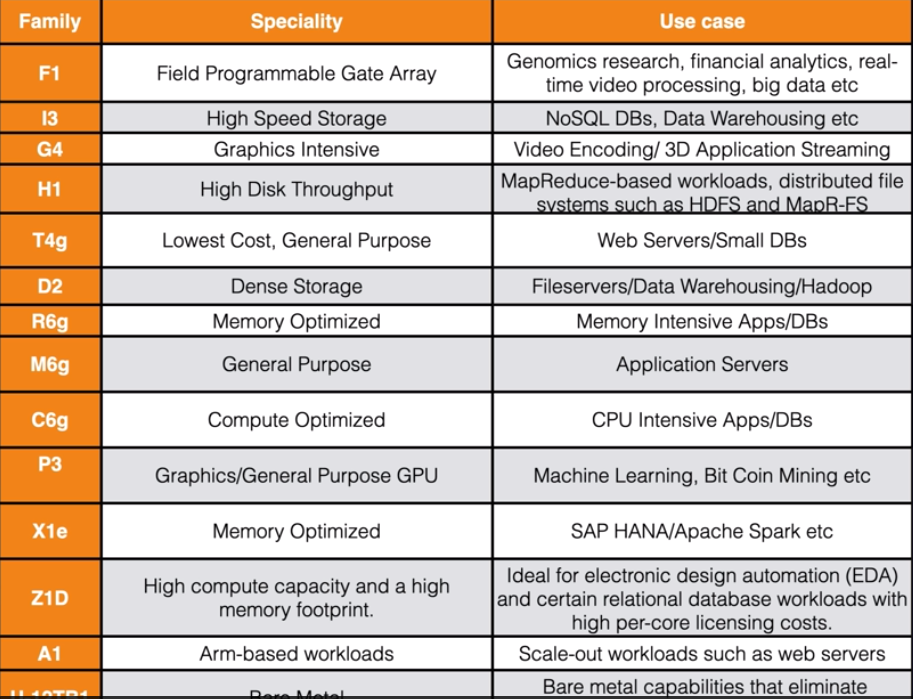 Family Speciality Use case
F1 Field Programmable Gate Array Genomics research, financial analytics, real-
time video processing, big data etc
I3 High Speed Storage NoSQL DBs, Data Warehousing etc
G4 Graphics Intensive Video Encoding/ 3D Application Streaming
H1 High Disk Throughput MapReduce-based workloads, distributed file
systems such as HDFS and MapR-FS
T4g Lowest Cost, General Purpose Web Servers/Small DBs
D2 Dense Storage Fileservers/Data Warehousing/Hadoop
R6g Memory Optimized Memory Intensive Apps/DBs
M6g General Purpose Application Servers
C6g Compute Optimized CPU Intensive Apps/DBs
P3 Graphics/General Purpose GPU Machine Learning, Bit Coin Mining etc
X1e Memory Optimized SAP HANA/Apache Spark etc
Z1D High compute capacity and a high
memory footprint. Ideal for electronic design automation (EDA)
and certain relational database workloads with
high per-core licensing costs.
A1 Arm-based workloads Scale-out workloads such as web servers
Bare Metal Bare metal capabilities that eliminate